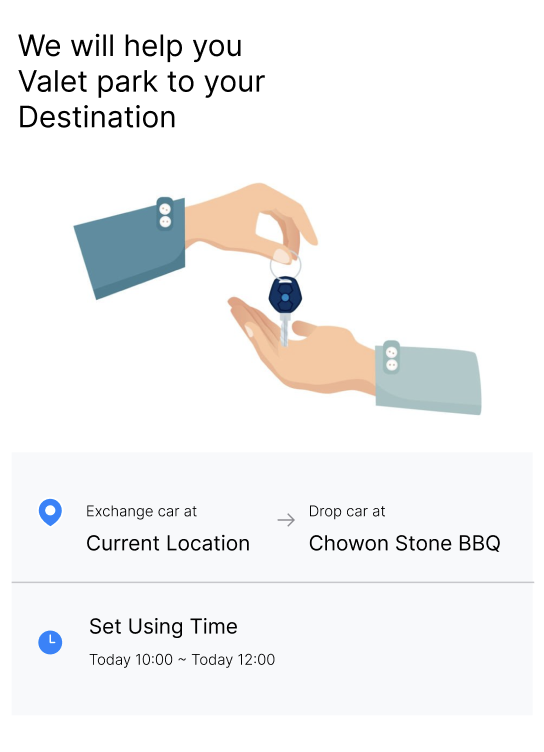 We will help you
Valet park to your
Destination
Exchange car at
Current Location
Drop car at
Chowon Stone BBQ
Set Using Time
Today 10:00 ~ Today 12:00